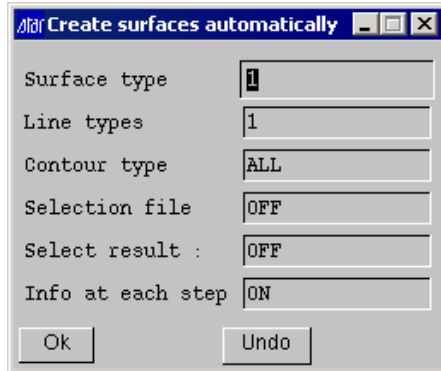 Atar Create surfaces automatically
Surface type 1
Line types 1
Contour type ALL
Selection file OFF
Select result : OFF
Info at each step ON
Ok Undo